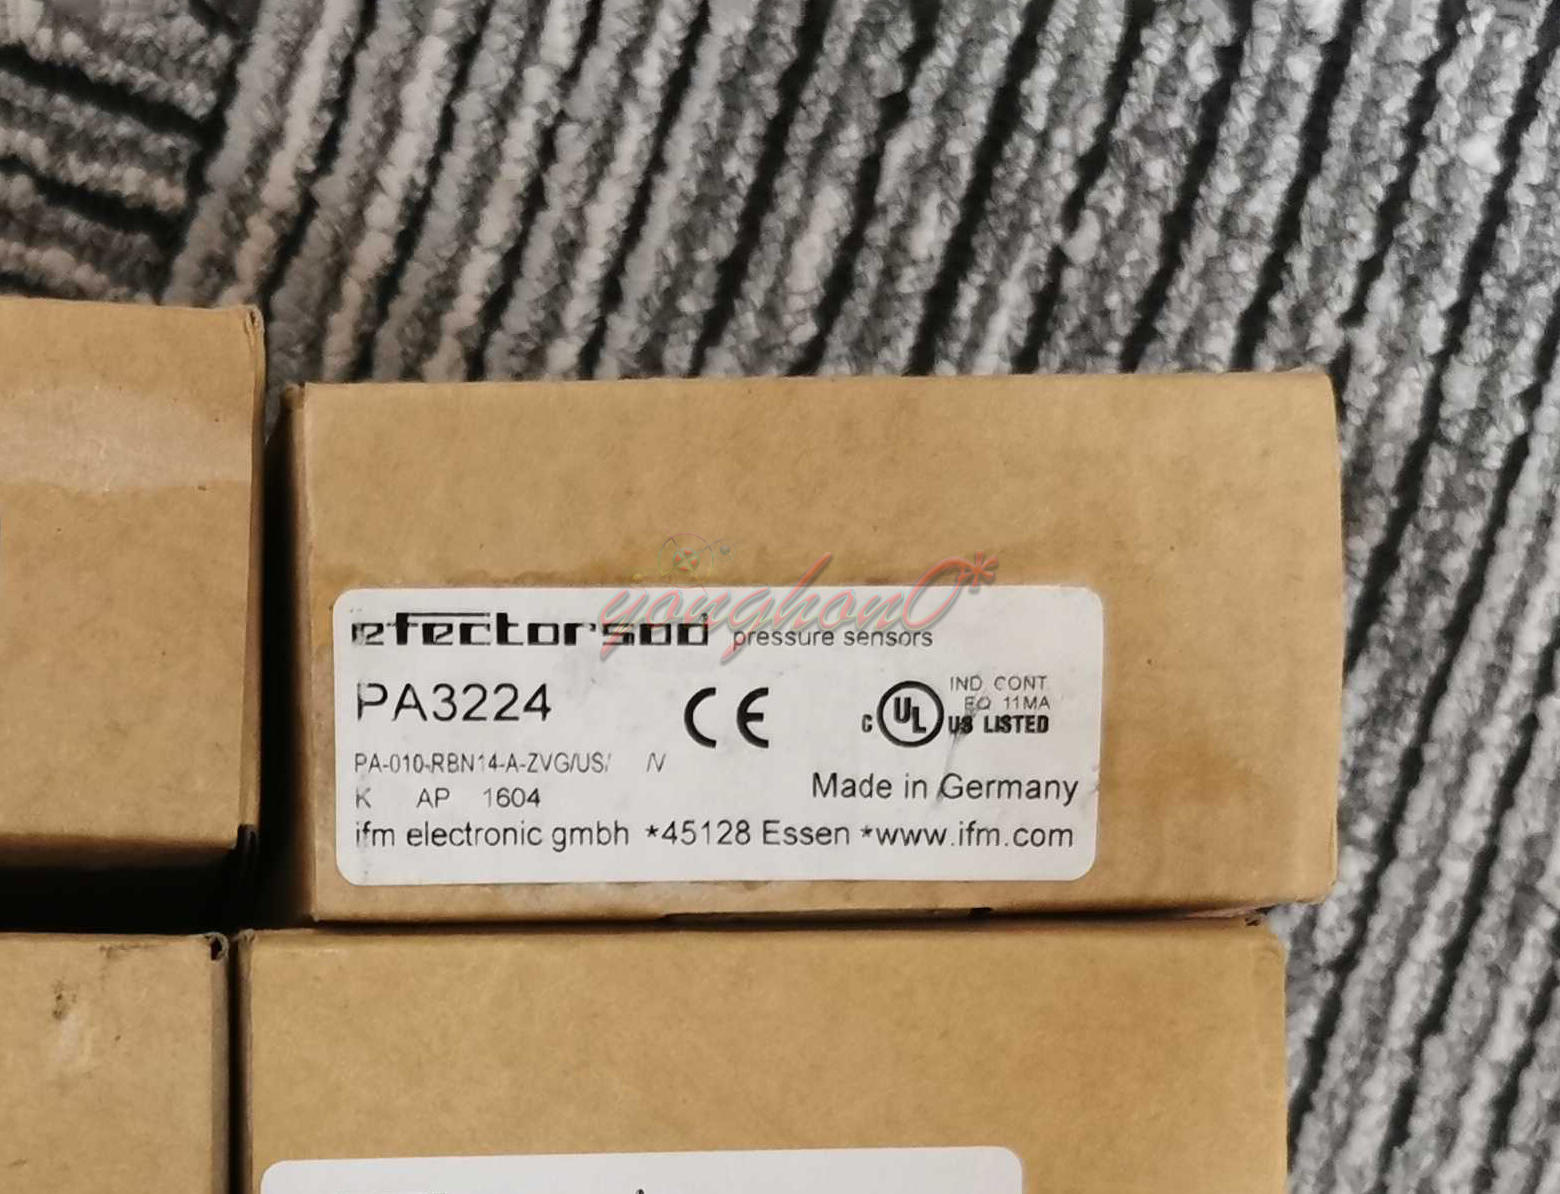 efector500 pressure sensors
yonghon0*
PA3224
CE
c UL US LISTED
IND CONT
EQ 11MA
PA-010-RBN14-A-ZVG/US/ /V
K AP 1604
Made in Germany
ifm electronic gmbh *45128 Essen *www.ifm.com